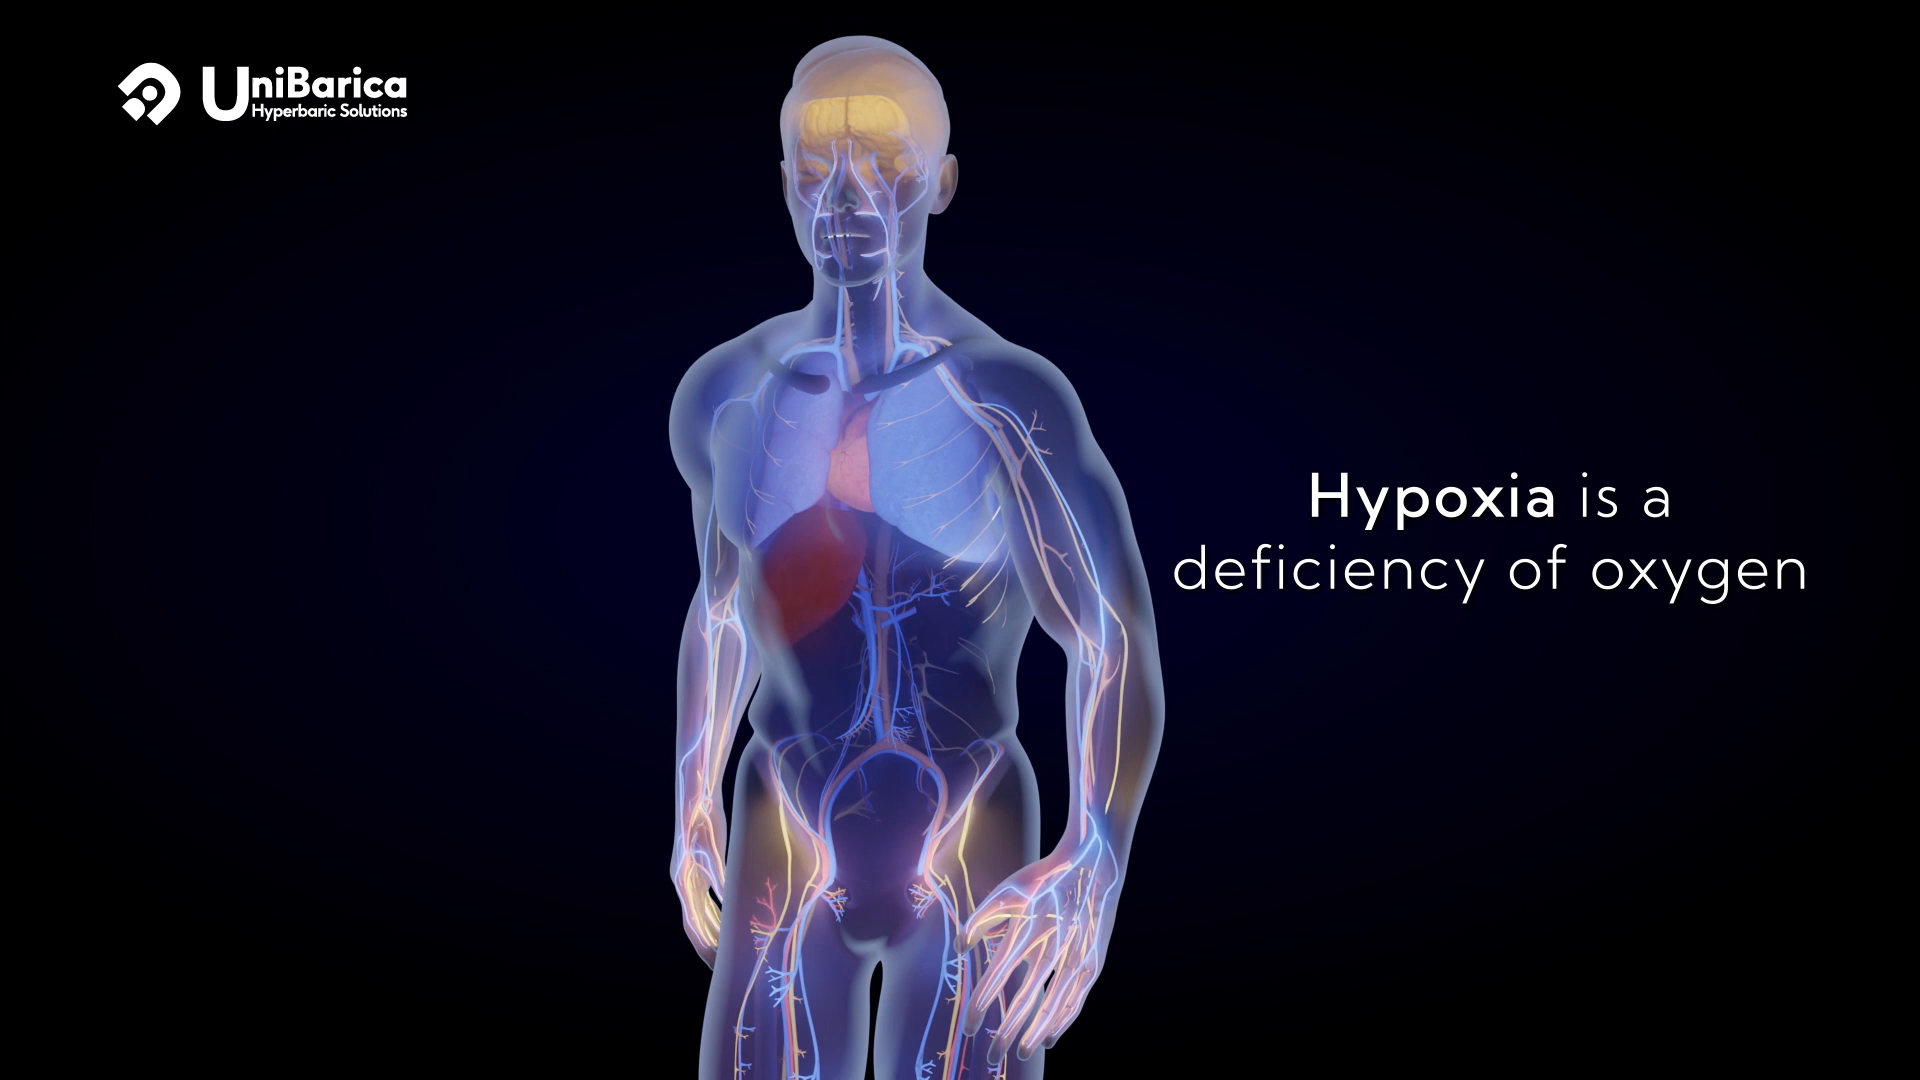 UniBarica
Hyperbaric Solutions
Hypoxia is a
deficiency of oxygen